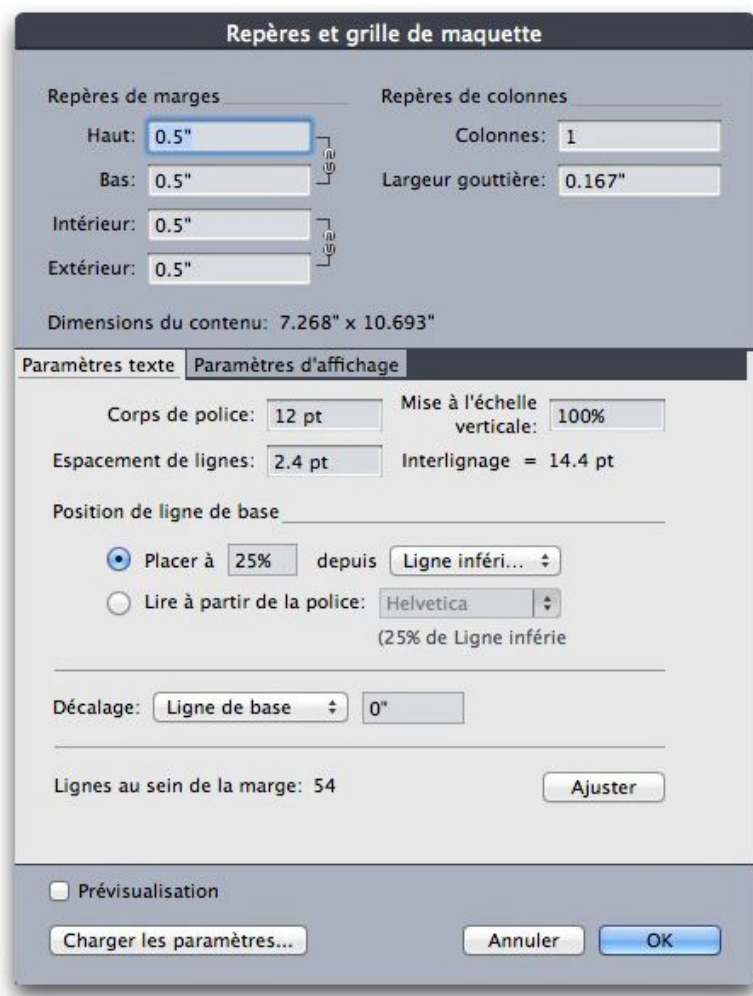 Repères et grille de maquette
Repères de marges
Haut: 0.5"
Bas: 0.5"
Intérieur: 0.5"
Extérieur: 0.5"
Repères de colonnes
Colonnes: 1
Largeur gouttière: 0.167"
Dimensions du contenu: 7.268" x 10.693"
Paramètres texte
Paramètres d'affichage
Corps de police: 12 pt
Mise à l'échelle
verticale: 100%
Espacement de lignes: 2.4 pt
Interlignage = 14.4 pt
Position de ligne de base
Placer à 25% depuis Ligne inféri...
Lire à partir de la police: Helvetica
(25% de Ligne inférie
Décalage: Ligne de base 0"
Lignes au sein de la marge: 54
Ajuster
Prévisualisation
Charger les paramètres...
Annuler
OK